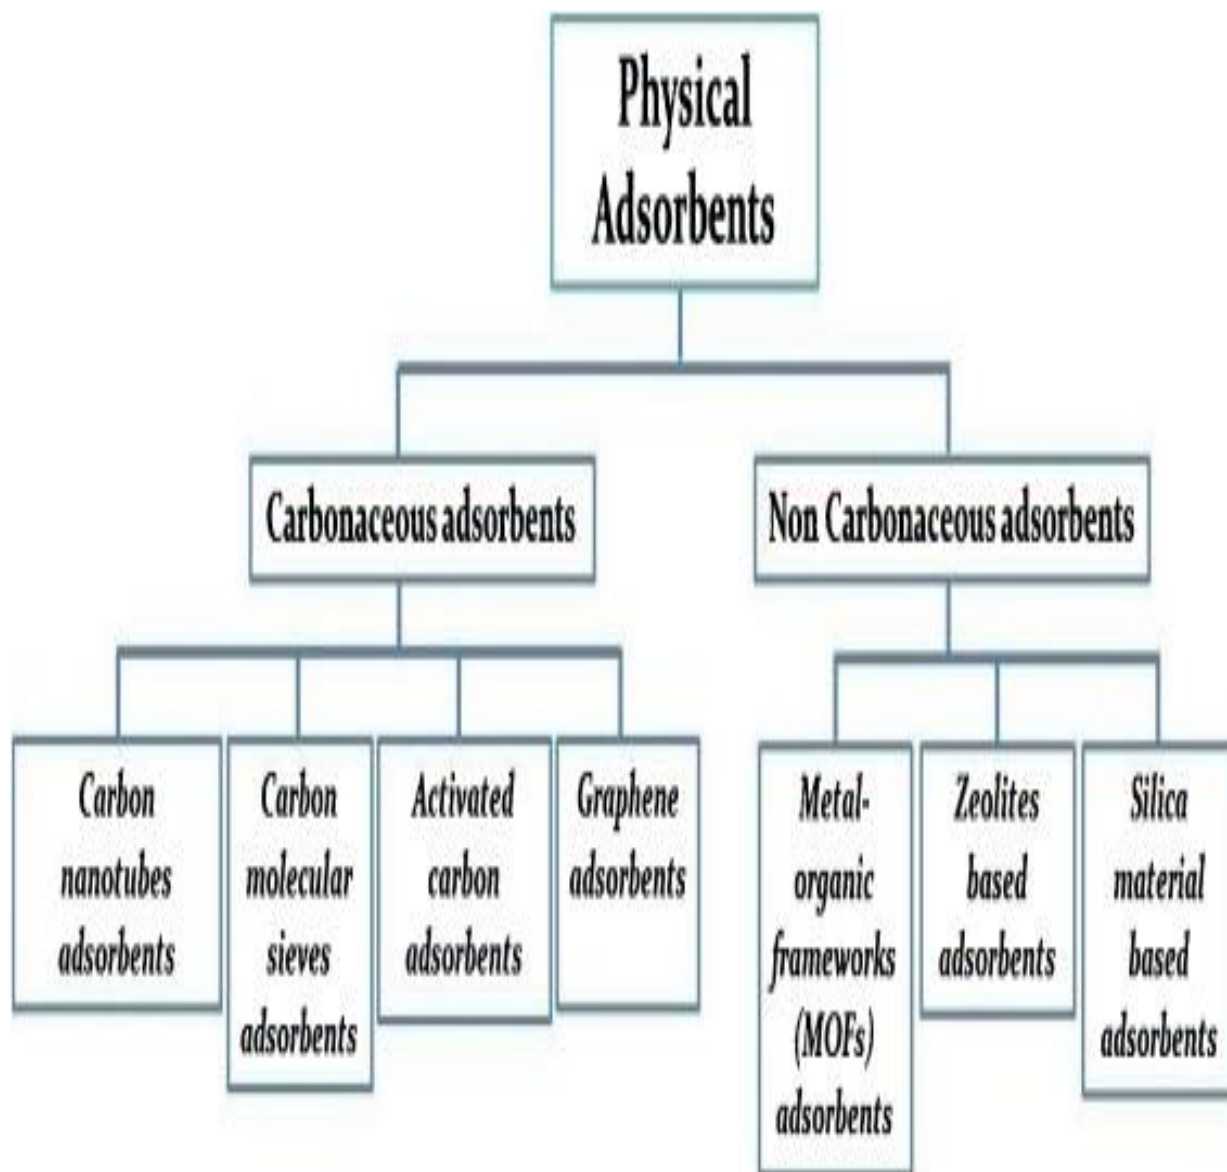 Physical
Adsorbents
Carbonaceous adsorbents
Non Carbonaceous adsorbents
Carbon
nanotubes
adsorbents
Carbon
molecular
sieves
adsorbents
Activated
carbon
adsorbents
Graphene
adsorbents
Metal-
organic
frameworks
(MOFs)
adsorbents
Zeolites
based
adsorbents
Silica
material
based
adsorbents